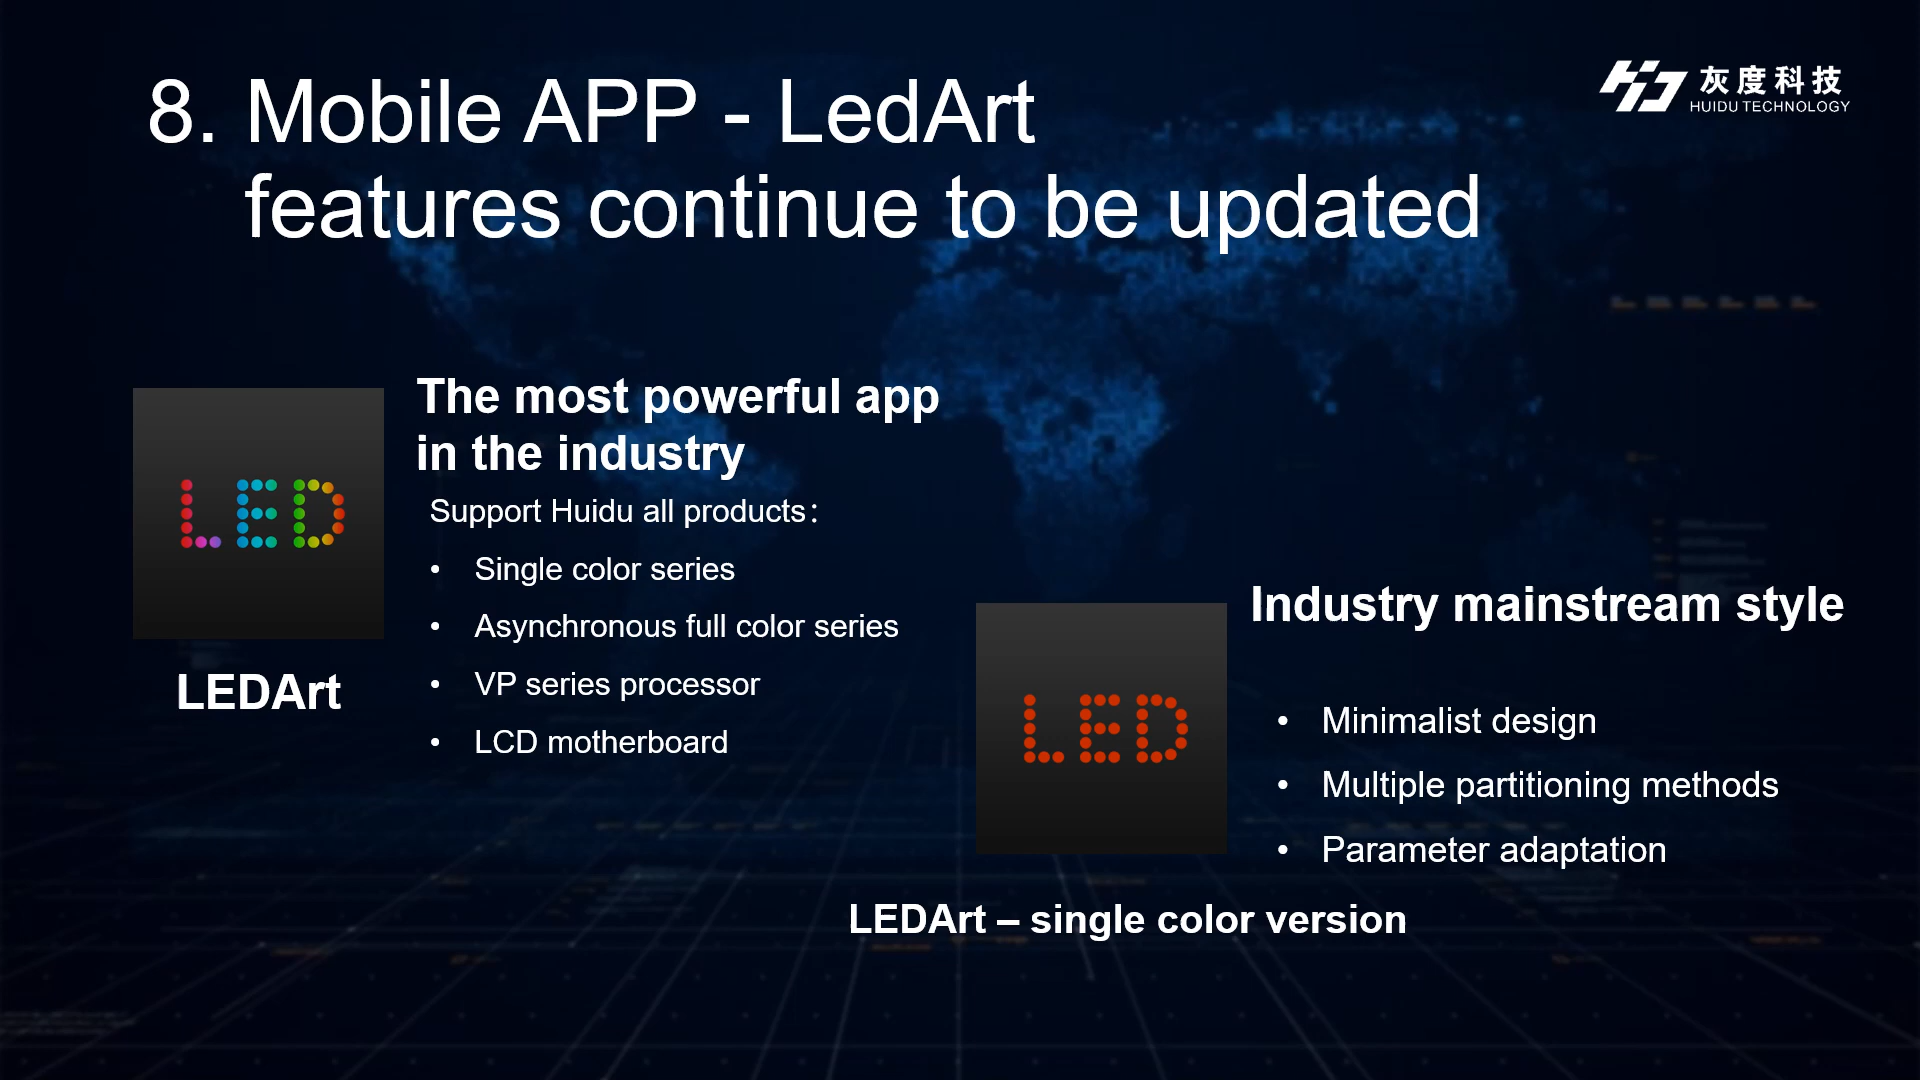 8. Mobile APP - LedArt
features continue to be updated
灰度科技
HUIDU TECHNOLOGY
LED
LEDArt
The most powerful app
in the industry
Support Huidu all products：
• Single color series
• Asynchronous full color series
• VP series processor
• LCD motherboard
LED
LEDArt – single color version
Industry mainstream style
• Minimalist design
• Multiple partitioning methods
• Parameter adaptation